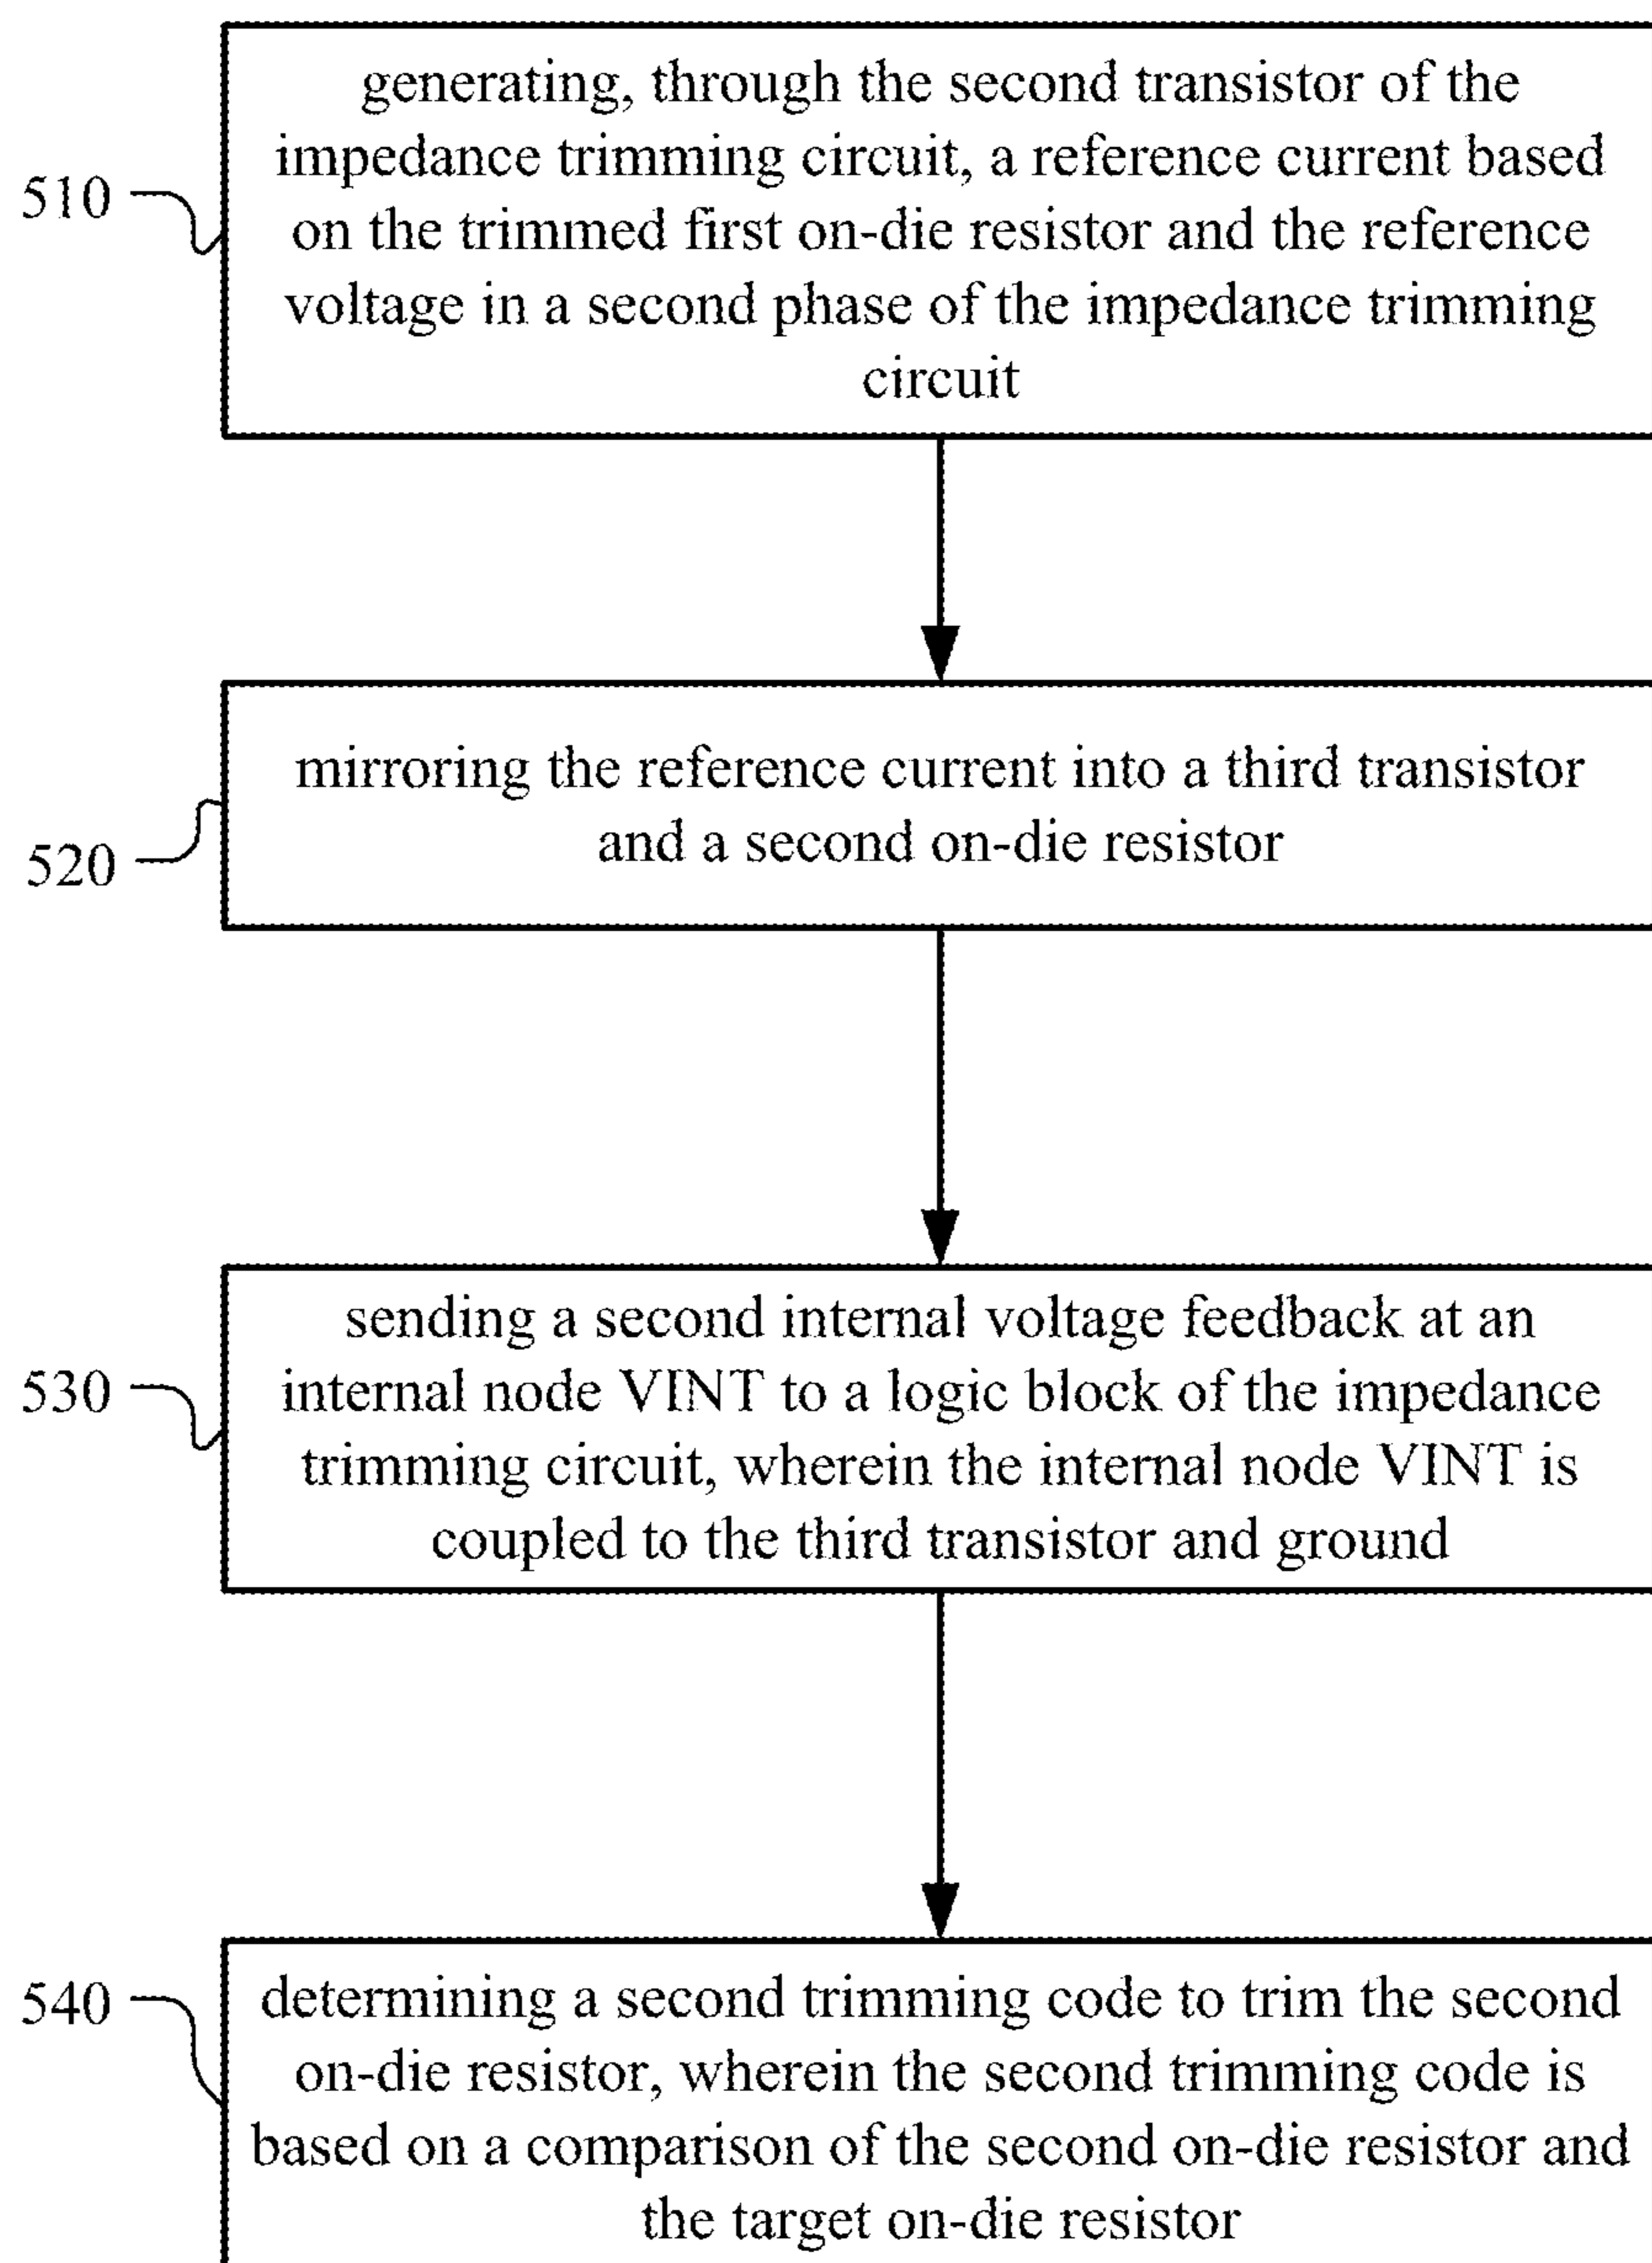 generating, through the second transistor of the
impedance trimming circuit, a reference current based
510
on the trimmed first on-die resistor and the reference
voltage in a second phase of the impedance trimming
circuit
mirroring the reference current into a third transistor
and a second on-die resistor
520
sending a second internal voltage feedback at an
internal node VINT to a logic block of the impedance
530
trimming circuit, wherein the internal node VINT is
coupled to the third transistor and ground
determining a second trimming code to trim the second
540
on-die resistor, wherein the second trimming code is
based on a comparison of the second on-die resistor and
the target on-die resistor